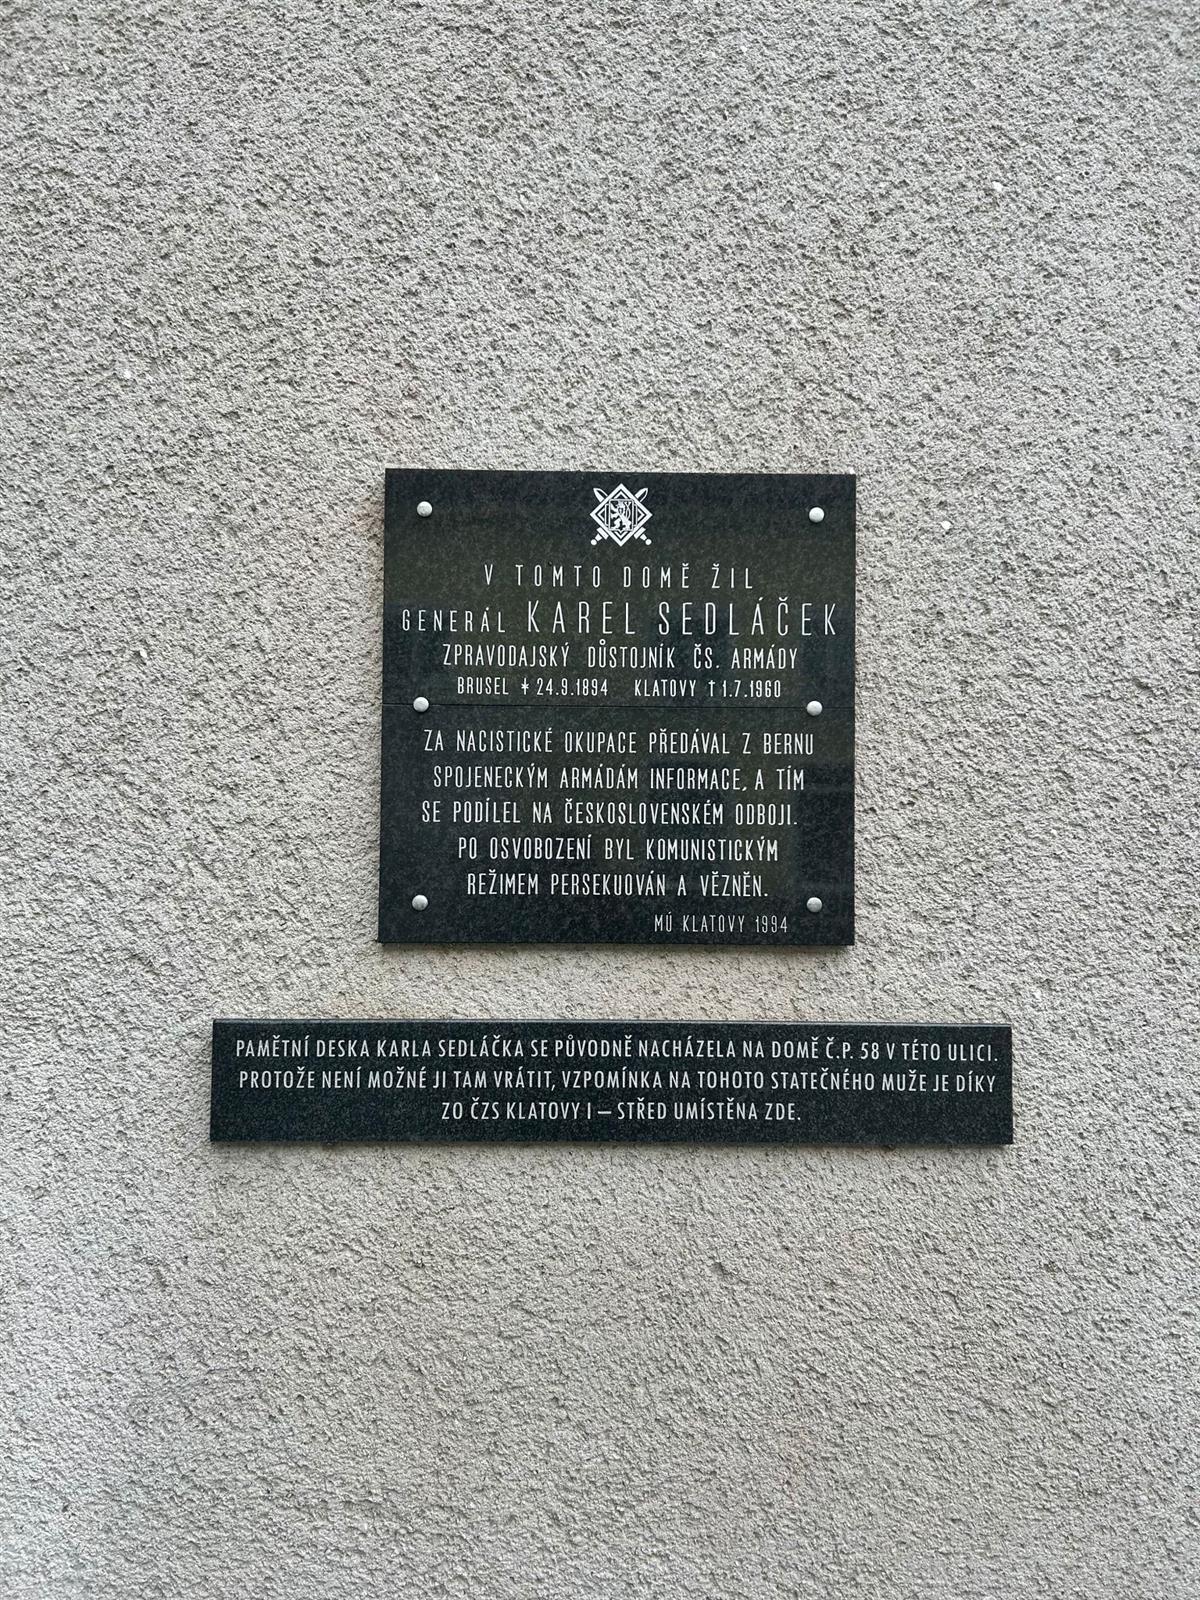 V TOMTO DOMĚ ŽIL
GENERÁL KAREL SEDLÁČEK
ZPRAVODAJSKÝ DŮSTOJNÍK ČS. ARMÁDY
BRUSEL * 24.9.1894 KLATOVY † 1.7.1960
ZA NACISTICKÉ OKUPACE PŘEDÁVAL Z BERNU
SPOJENECKÝM ARMÁDÁM INFORMACE, A TÍM
SE PODÍLEL NA ČESKOSLOVENSKÉM ODBOJI.
PO OSVOBOZENÍ BYL KOMUNISTICKÝM
REŽIMEM PERSEKUOVÁN A VĚZNĚN.
MÚ KLATOVY 1994
PAMĚTNÍ DESKA KARLA SEDLÁČKA SE PŮVODNĚ NACHÁZELA NA DOMĚ Č.P. 58 V TÉTO ULICI.
PROTOŽE NENÍ MOŽNÉ JI TAM VRÁTIT, VZPOMÍNKA NA TOHOTO STATEČNÉHO MUŽE JE DÍKY
ZO ČZS KLATOVY I – STŘED UMÍSTĚNA ZDE.